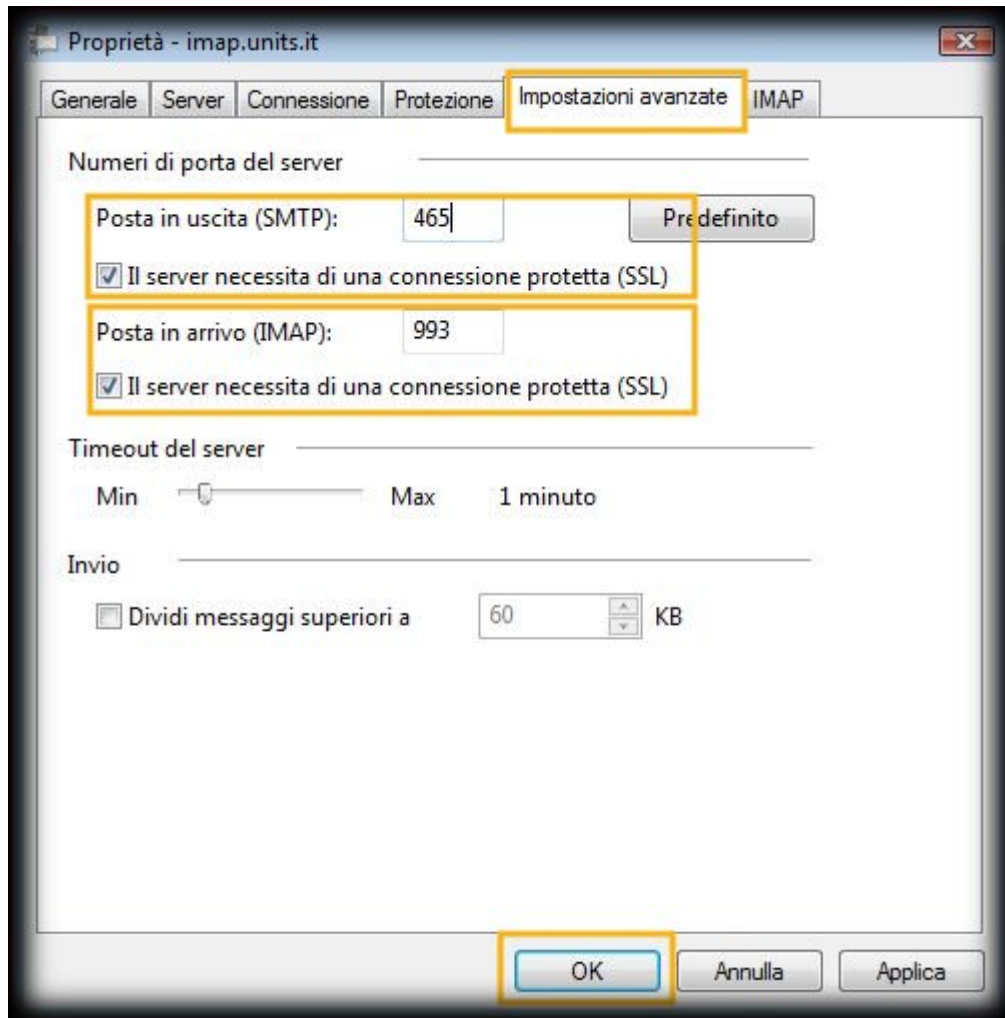 Proprietà - imap.units.it
Generale Server Connessione Protezione Impostazioni avanzate IMAP
Numeri di porta del server
Posta in uscita (SMTP): 465 Predefinito
Il server necessita di una connessione protetta (SSL)
Posta in arrivo (IMAP): 993
Il server necessita di una connessione protetta (SSL)
Timeout del server
Min Max 1 minuto
Invio
Dividi messaggi superiori a 60 KB
OK Annulla Applica